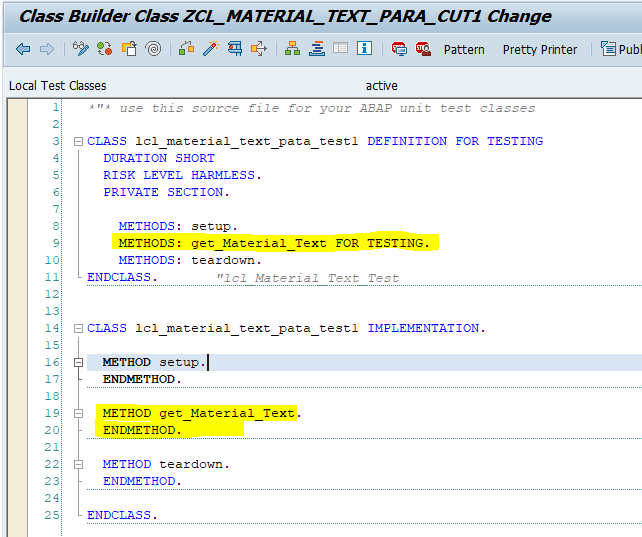 Class Builder Class ZCL_MATERIAL_TEXT_PARA_CUT1 Change
Pattern Pretty Printer Publ
Local Test Classes active
1 *"* use this source file for your ABAP unit test classes
2
3 CLASS lcl_material_text_pata_test1 DEFINITION FOR TESTING
4 DURATION SHORT
5 RISK LEVEL HARMLESS.
6 PRIVATE SECTION.
7
8 METHODS: setup.
9 METHODS: get_Material_Text FOR TESTING.
10 METHODS: teardown.
11 ENDCLASS. "lcl_Material_Text_Test
12
13
14 CLASS lcl_material_text_pata_test1 IMPLEMENTATION.
15
16 METHOD setup.
17 ENDMETHOD.
18
19 METHOD get_Material_Text.
20 ENDMETHOD.
21
22 METHOD teardown.
23 ENDMETHOD.
24
25 ENDCLASS.